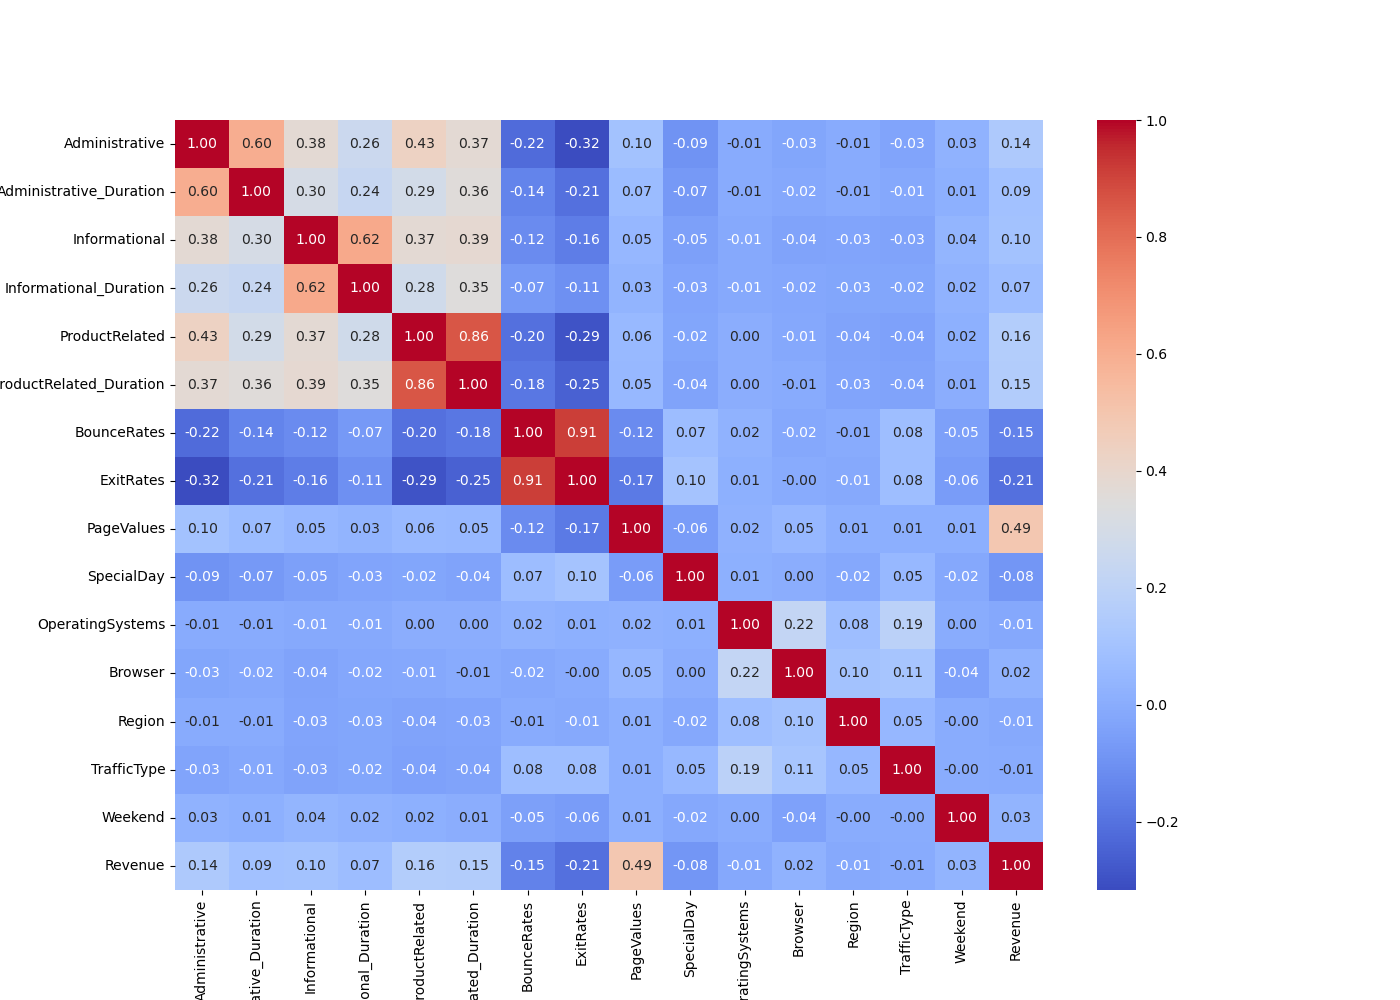 Administrative 1.00 0.60 0.38 0.26 0.43 0.37 -0.22 -0.32 0.10 -0.09 -0.01 -0.03 -0.01 -0.03 0.03 0.14
Administrative_Duration 0.60 1.00 0.30 0.24 0.29 0.36 -0.14 -0.21 0.07 -0.07 -0.01 -0.02 -0.01 -0.01 0.01 0.09
Informational 0.38 0.30 1.00 0.62 0.37 0.39 -0.12 -0.16 0.05 -0.05 -0.01 -0.04 -0.03 -0.03 0.04 0.10
Informational_Duration 0.26 0.24 0.62 1.00 0.28 0.35 -0.07 -0.11 0.03 -0.03 -0.01 -0.02 -0.03 -0.02 0.02 0.07
ProductRelated 0.43 0.29 0.37 0.28 1.00 0.86 -0.20 -0.29 0.06 -0.02 0.00 -0.01 -0.04 -0.04 0.02 0.16
roductRelated_Duration 0.37 0.36 0.39 0.35 0.86 1.00 -0.18 -0.25 0.05 -0.04 0.00 -0.01 -0.03 -0.04 0.01 0.15
BounceRates -0.22 -0.14 -0.12 -0.07 -0.20 -0.18 1.00 0.91 -0.12 0.07 0.02 -0.02 -0.01 0.08 -0.05 -0.15
ExitRates -0.32 -0.21 -0.16 -0.11 -0.29 -0.25 0.91 1.00 -0.17 0.10 0.01 -0.00 -0.01 0.08 -0.06 -0.21
PageValues 0.10 0.07 0.05 0.03 0.06 0.05 -0.12 -0.17 1.00 -0.06 0.02 0.05 0.01 0.01 0.01 0.49
SpecialDay -0.09 -0.07 -0.05 -0.03 -0.02 -0.04 0.07 0.10 -0.06 1.00 0.01 0.00 -0.02 0.05 -0.02 -0.08
OperatingSystems -0.01 -0.01 -0.01 -0.01 0.00 0.00 0.02 0.01 0.02 0.01 1.00 0.22 0.08 0.19 0.00 -0.01
Browser -0.03 -0.02 -0.04 -0.02 -0.01 -0.01 -0.02 -0.00 0.05 0.00 0.22 1.00 0.10 0.11 -0.04 0.02
Region -0.01 -0.01 -0.03 -0.03 -0.04 -0.03 -0.01 -0.01 0.01 -0.02 0.08 0.10 1.00 0.05 -0.00 -0.01
TrafficType -0.03 -0.01 -0.03 -0.02 -0.04 -0.04 0.08 0.08 0.01 0.05 0.19 0.11 0.05 1.00 -0.00 -0.01
Weekend 0.03 0.01 0.04 0.02 0.02 0.01 -0.05 -0.06 0.01 -0.02 0.00 -0.04 -0.00 -0.00 1.00 0.03
Revenue 0.14 0.09 0.10 0.07 0.16 0.15 -0.15 -0.21 0.49 -0.08 -0.01 0.02 -0.01 -0.01 0.03 1.00
Administrative
ative_Duration
Informational
onal_Duration
roductRelated
ated_Duration
BounceRates
ExitRates
PageValues
SpecialDay
ratingSystems
Browser
Region
TrafficType
Weekend
Revenue
1.0
0.8
0.6
0.4
0.2
0.0
−0.2